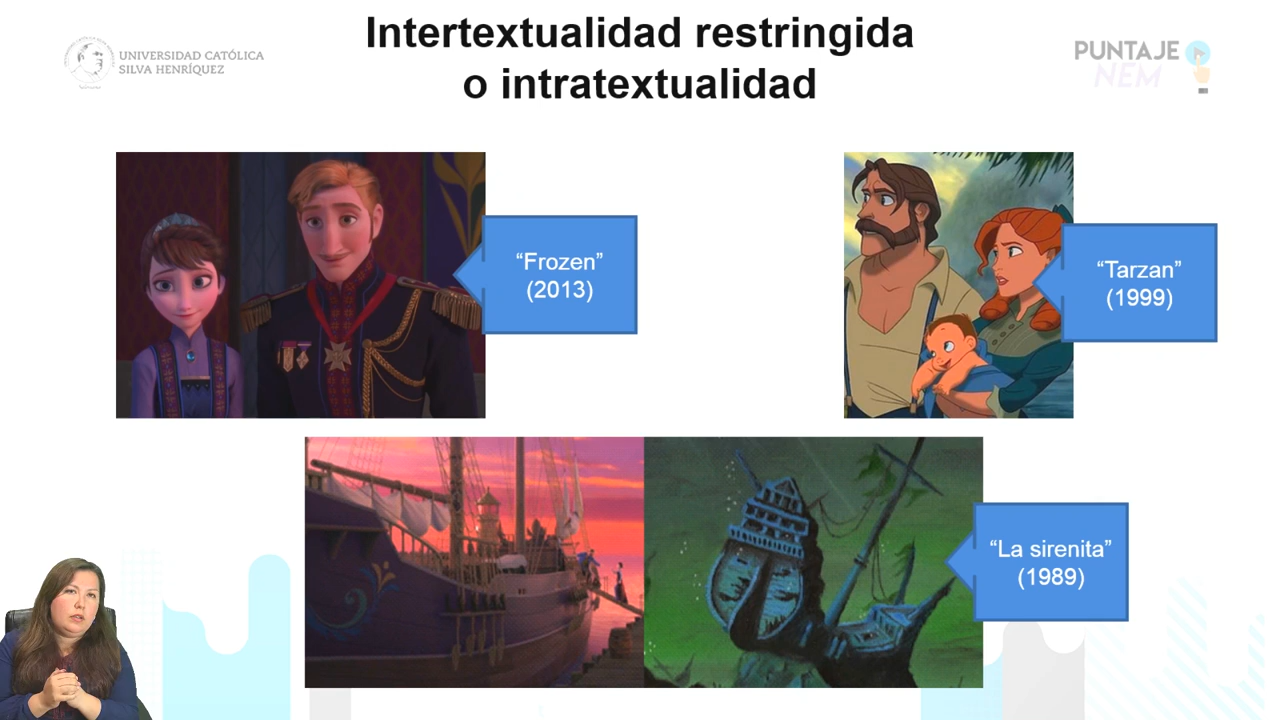 Intertextualidad restringida
o intratextualidad
UNIVERSIDAD CATÓLICA
SILVA HENRÍQUEZ
PUNTAJE
NEM
“Frozen”
(2013)
“Tarzan”
(1999)
“La sirenita”
(1989)